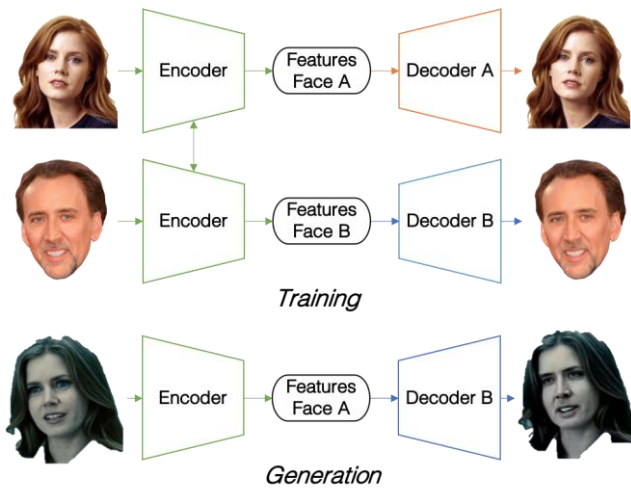 Encoder
Features
Face A
Decoder A
Encoder
Features
Face B
Decoder B
Training
Encoder
Features
Face A
Decoder B
Generation